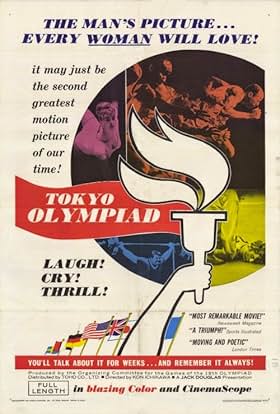 THE MAN'S PICTURE...
EVERY WOMAN WILL LOVE!
it may just be
the second
greatest
motion
picture
of our
time!
TOKYO
OLYMPIAD
LAUGH!
CRY!
THRILL!
"MOST REMARKABLE MOVIE!"
Newsweek Magazine
"A TRIUMPH!" Sports Illustrated
"MOVING AND POETIC"
London Times
YOU'LL TALK ABOUT IT FOR WEEKS... AND REMEMBER IT ALWAYS!
Produced by the Organizing Committee for the Games of the XVIII OLYMPIAD
Distributed by TOHO CO., LTD. Directed by KON ICHIKAWA A JACK DOUGLAS Presentation
FULL
LENGTH
in blazing Color and CinemaScope